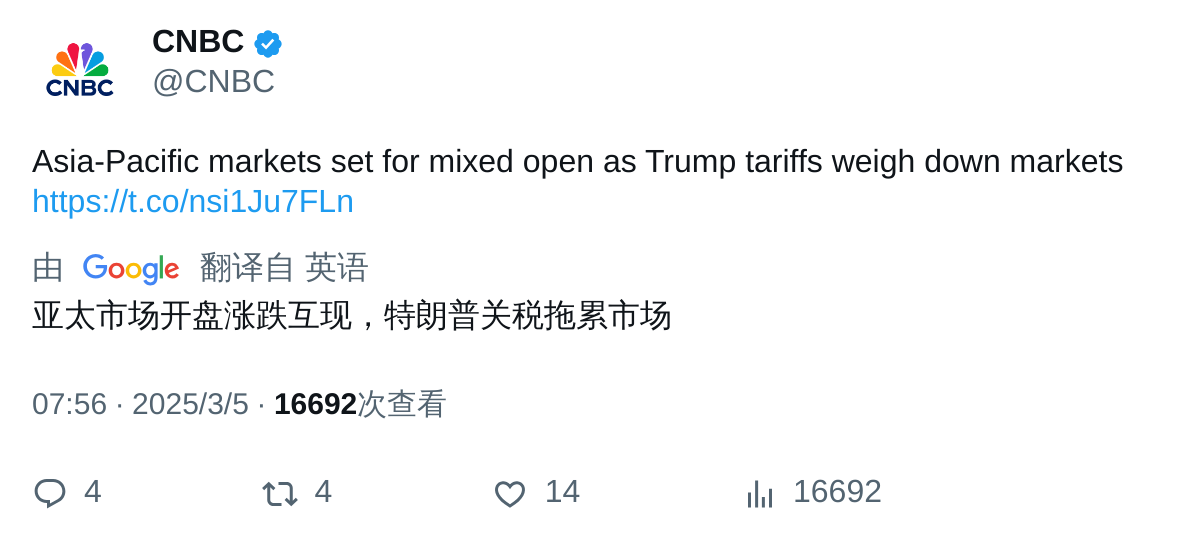 CNBC
@CNBC
CNBC
Asia-Pacific markets set for mixed open as Trump tariffs weigh down markets
https://t.co/nsi1Ju7FLn
由 Google 翻译自 英语
亚太市场开盘涨跌互现，特朗普关税拖累市场
07:56 · 2025/3/5 · 16692次查看
4 4 14 16692